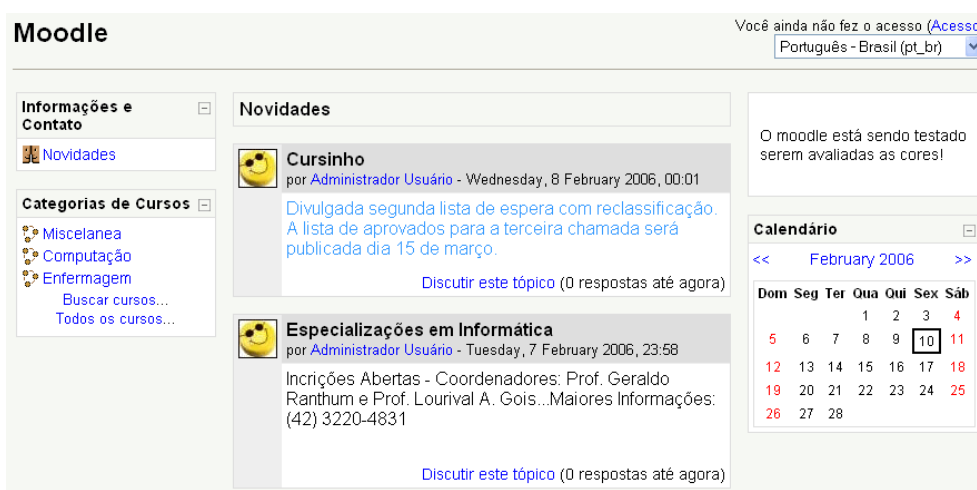 Moodle
Você ainda não fez o acesso (Acesso
Português - Brasil (pt_br)
Informações e
Contato
Novidades
Categorias de Cursos
Miscelanea
Computação
Enfermagem
Buscar cursos...
Todos os cursos...
Novidades
Cursinho
por Administrador Usuário - Wednesday, 8 February 2006, 00:01
Divulgada segunda lista de espera com reclassificação.
A lista de aprovados para a terceira chamada será
publicada dia 15 de março.
Discutir este tópico (0 respostas até agora)
Especializações em Informática
por Administrador Usuário - Tuesday, 7 February 2006, 23:58
Incrições Abertas - Coordenadores: Prof. Geraldo
Ranthum e Prof. Lourival A. Gois...Maiores Informações:
(42) 3220-4831
Discutir este tópico (0 respostas até agora)
O moodle está sendo testado
serem avaliadas as cores!
Calendário
<< February 2006 >>
Dom Seg Ter Qua Qui Sex Sáb
1 2 3 4
5 6 7 8 9 10 11
12 13 14 15 16 17 18
19 20 21 22 23 24 25
26 27 28